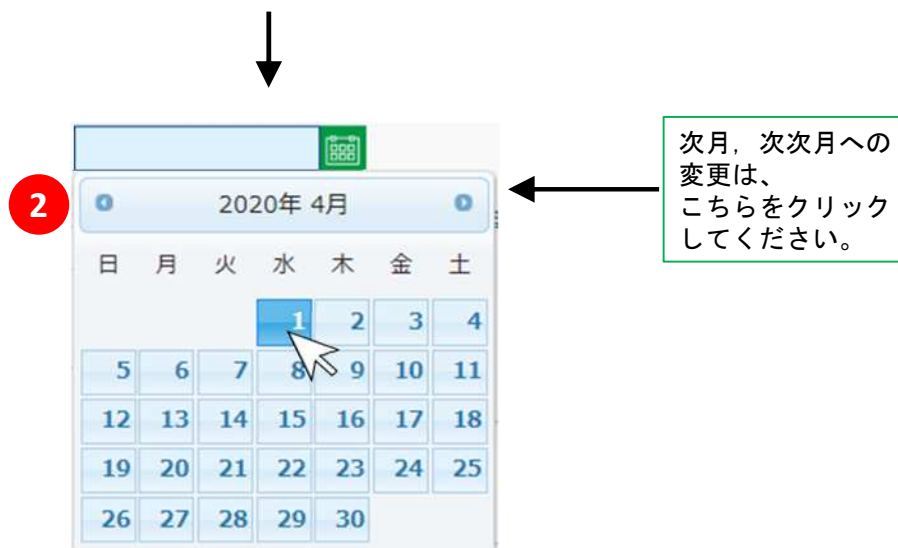 2
2020年 4月
日 月 火 水 木 金 土
1 2 3 4
5 6 7 8 9 10 11
12 13 14 15 16 17 18
19 20 21 22 23 24 25
26 27 28 29 30
次月，次次月への
変更は、
こちらをクリック
してください。